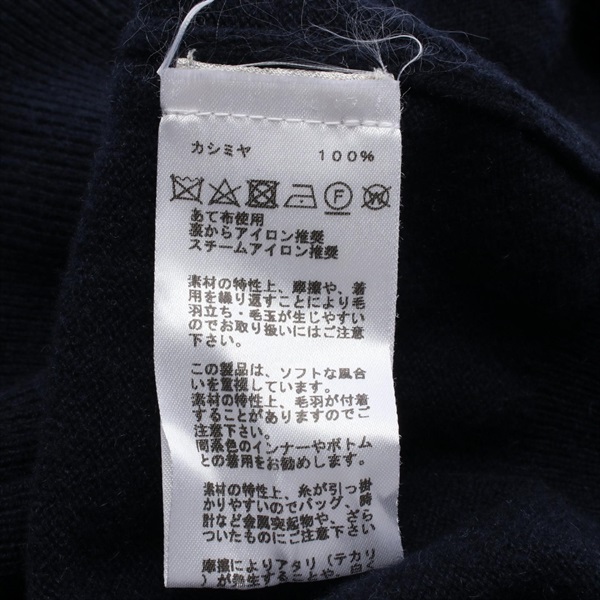 カシミヤ 100%
F W
あて布使用
裏からアイロン推奨
スチームアイロン推奨
素材の特性上、摩擦や、着
用を繰り返すことにより毛
羽立ち・毛玉が生じやすい
のでお取り扱いにはご注意
下さい。
この製品は、ソフトな風合
いを重視しています。
素材の特性上、毛羽が付着
することがありますのでご
注意下さい。
同系色のインナーやボトム
との着用をお勧めします。
素材の特性上、糸が引っ掛
かりやすいのでバッグ、時
計など金属突起物や、ざら
ついたものにご注意下さい。
摩擦によりアタリ（テカリ
）が発生することや、白く